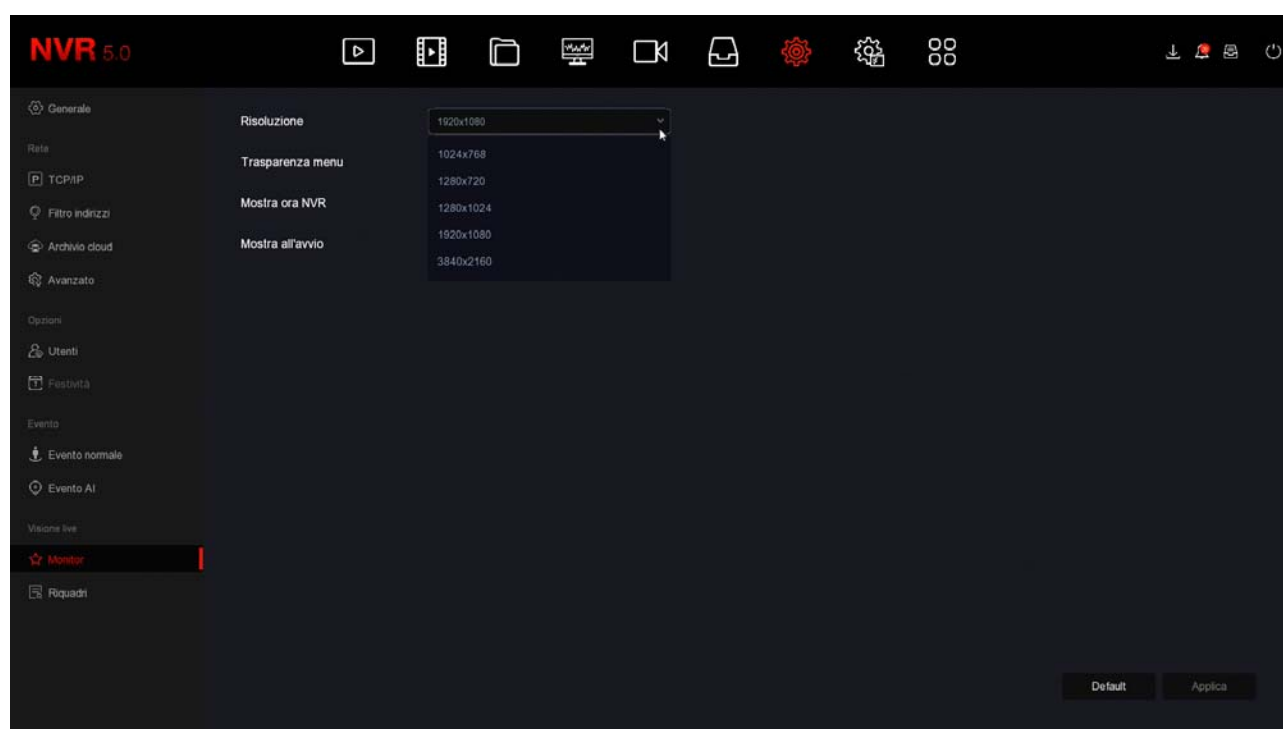 NVR 5.0
Generale
Rete
TCP/IP
Filtro indirizzi
Archivio cloud
Avanzato
Opzioni
Utenti
Festività
Evento
Evento normale
Evento AI
Visione live
Monitor
Riquadri
Risoluzione
1920x1080
1024x768
1280x720
1280x1024
1920x1080
3840x2160
Trasparenza menu
Mostra ora NVR
Mostra all'avvio
Default
Applica